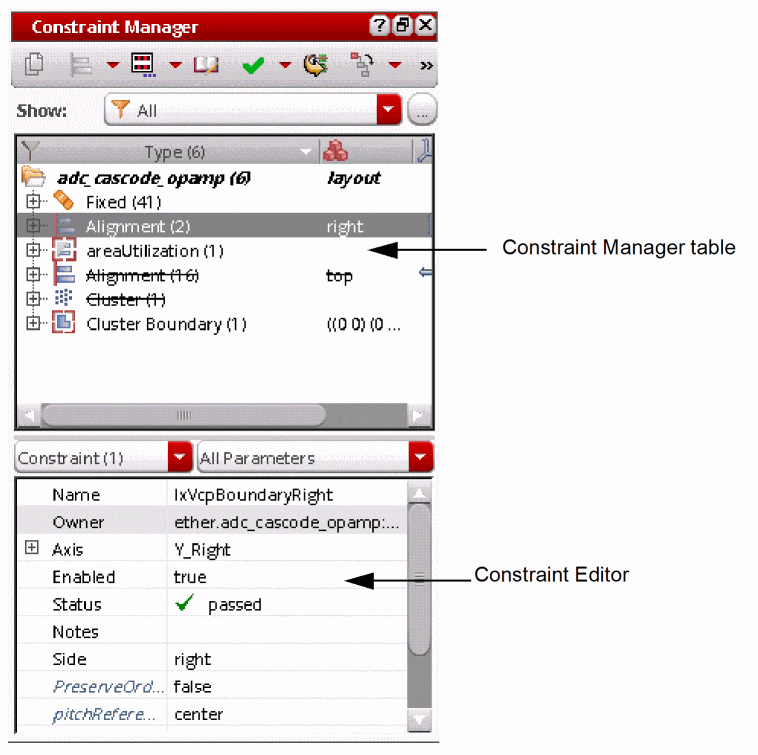 Constraint Manager
Show: All ...
Type (6)
adc_cascode_opamp (6) layout
Fixed (41)
Alignment (2) right
areaUtilization (1)
Constraint Manager table
Alignment (16) top
Cluster (1)
Cluster Boundary (1) ((0 0) (0 ...
Constraint (1) All Parameters
Name lxVcpBoundaryRight
Owner ether.adc_cascode_opamp:...
Axis Y_Right
Enabled true
Constraint Editor
Status passed
Notes
Side right
PreserveOrd... false
pitchRefere... center